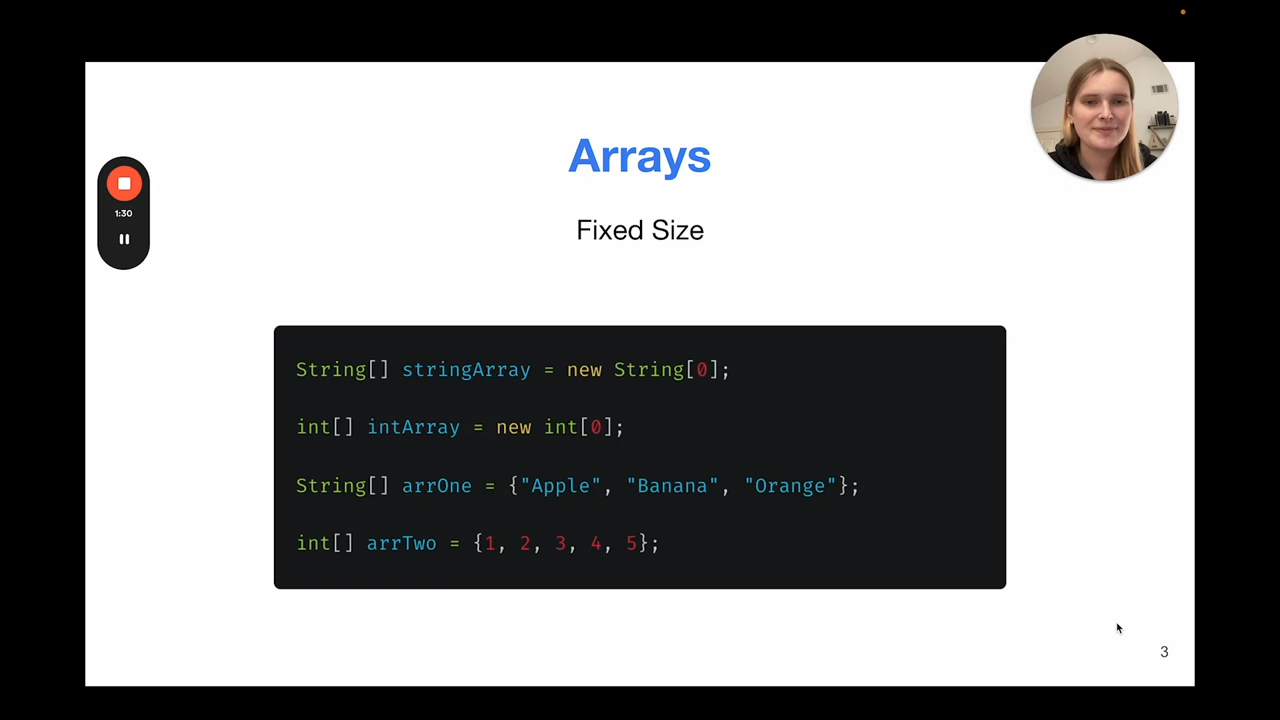 Arrays
1:30
Fixed Size
String[] stringArray = new String[0];
int[] intArray = new int[0];
String[] arrOne = {"Apple", "Banana", "Orange"};
int[] arrTwo = {1, 2, 3, 4, 5};
3